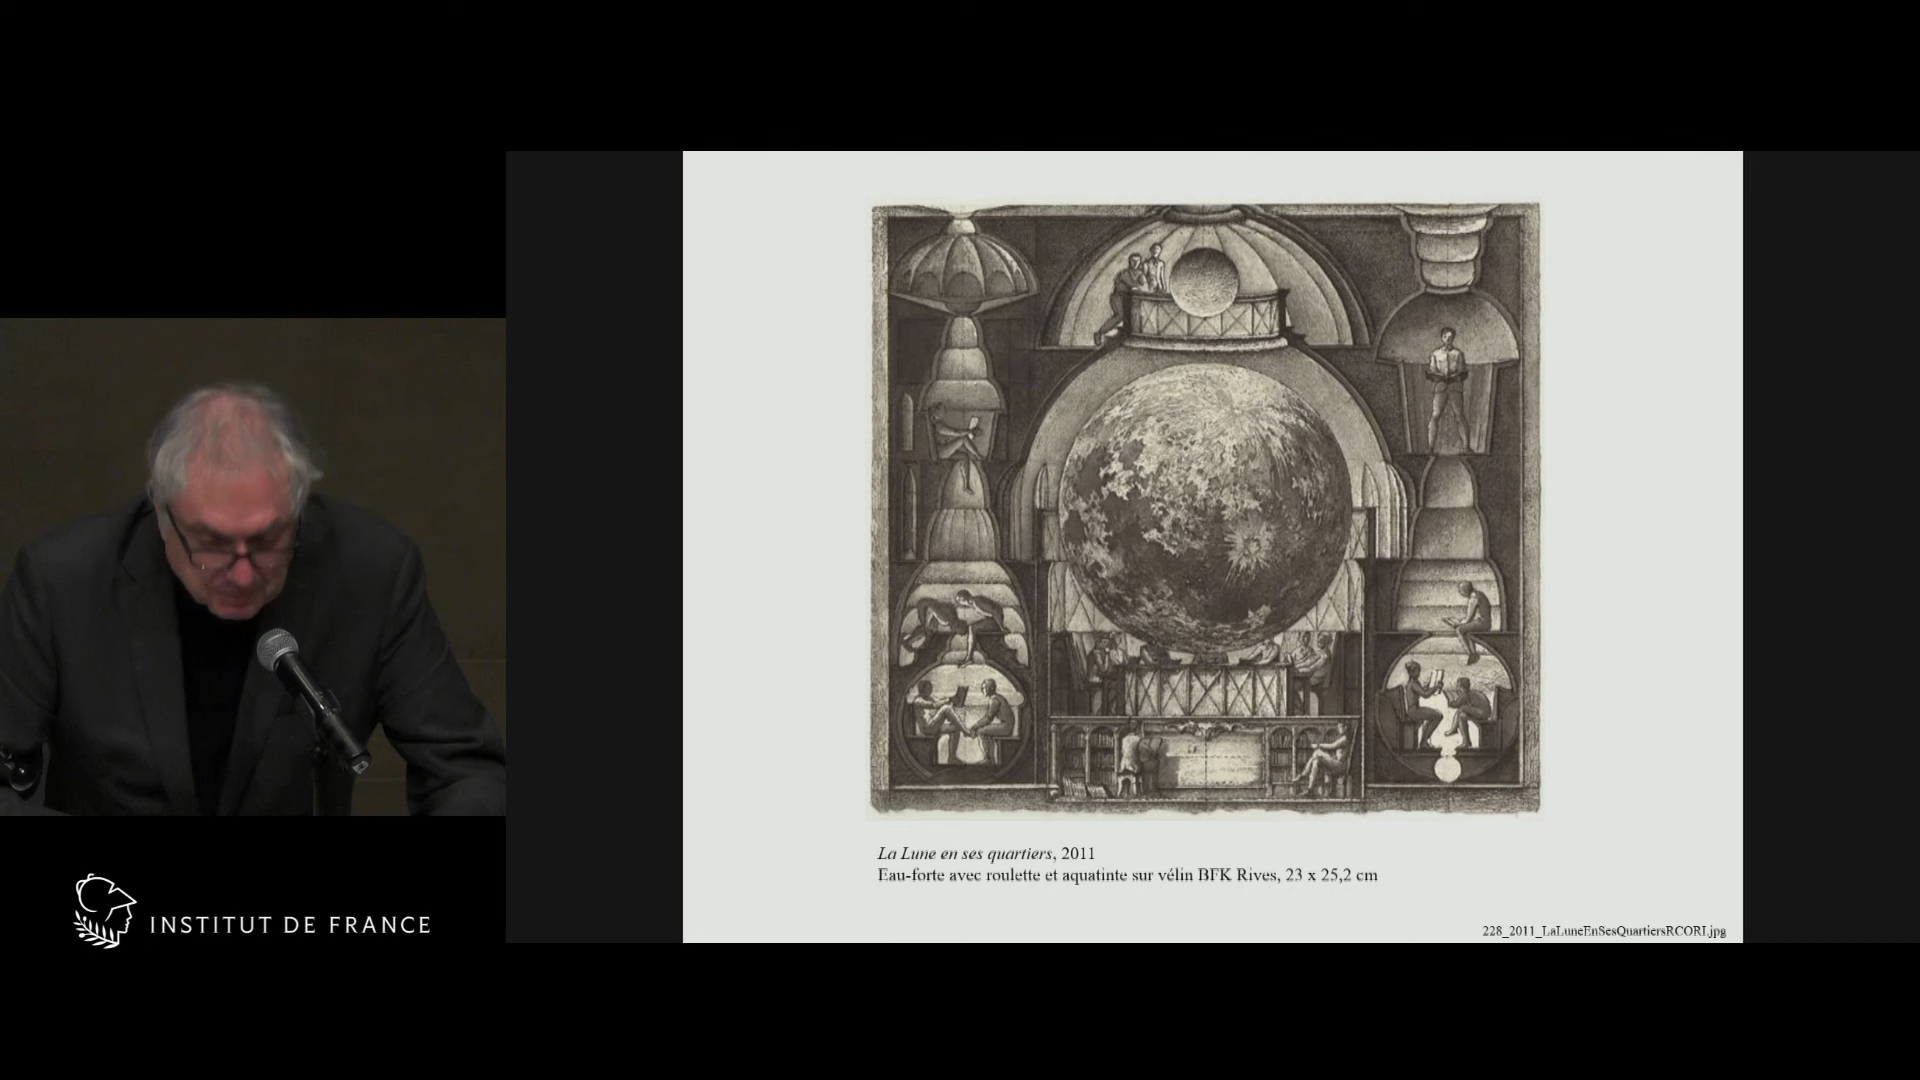 La Lune en ses quartiers, 2011
Eau-forte avec roulette et aquatinte sur vélin BFK Rives, 23 x 25,2 cm
228_2011_LaLuneEnSesQuartiersRCORI.jpg
INSTITUT DE FRANCE